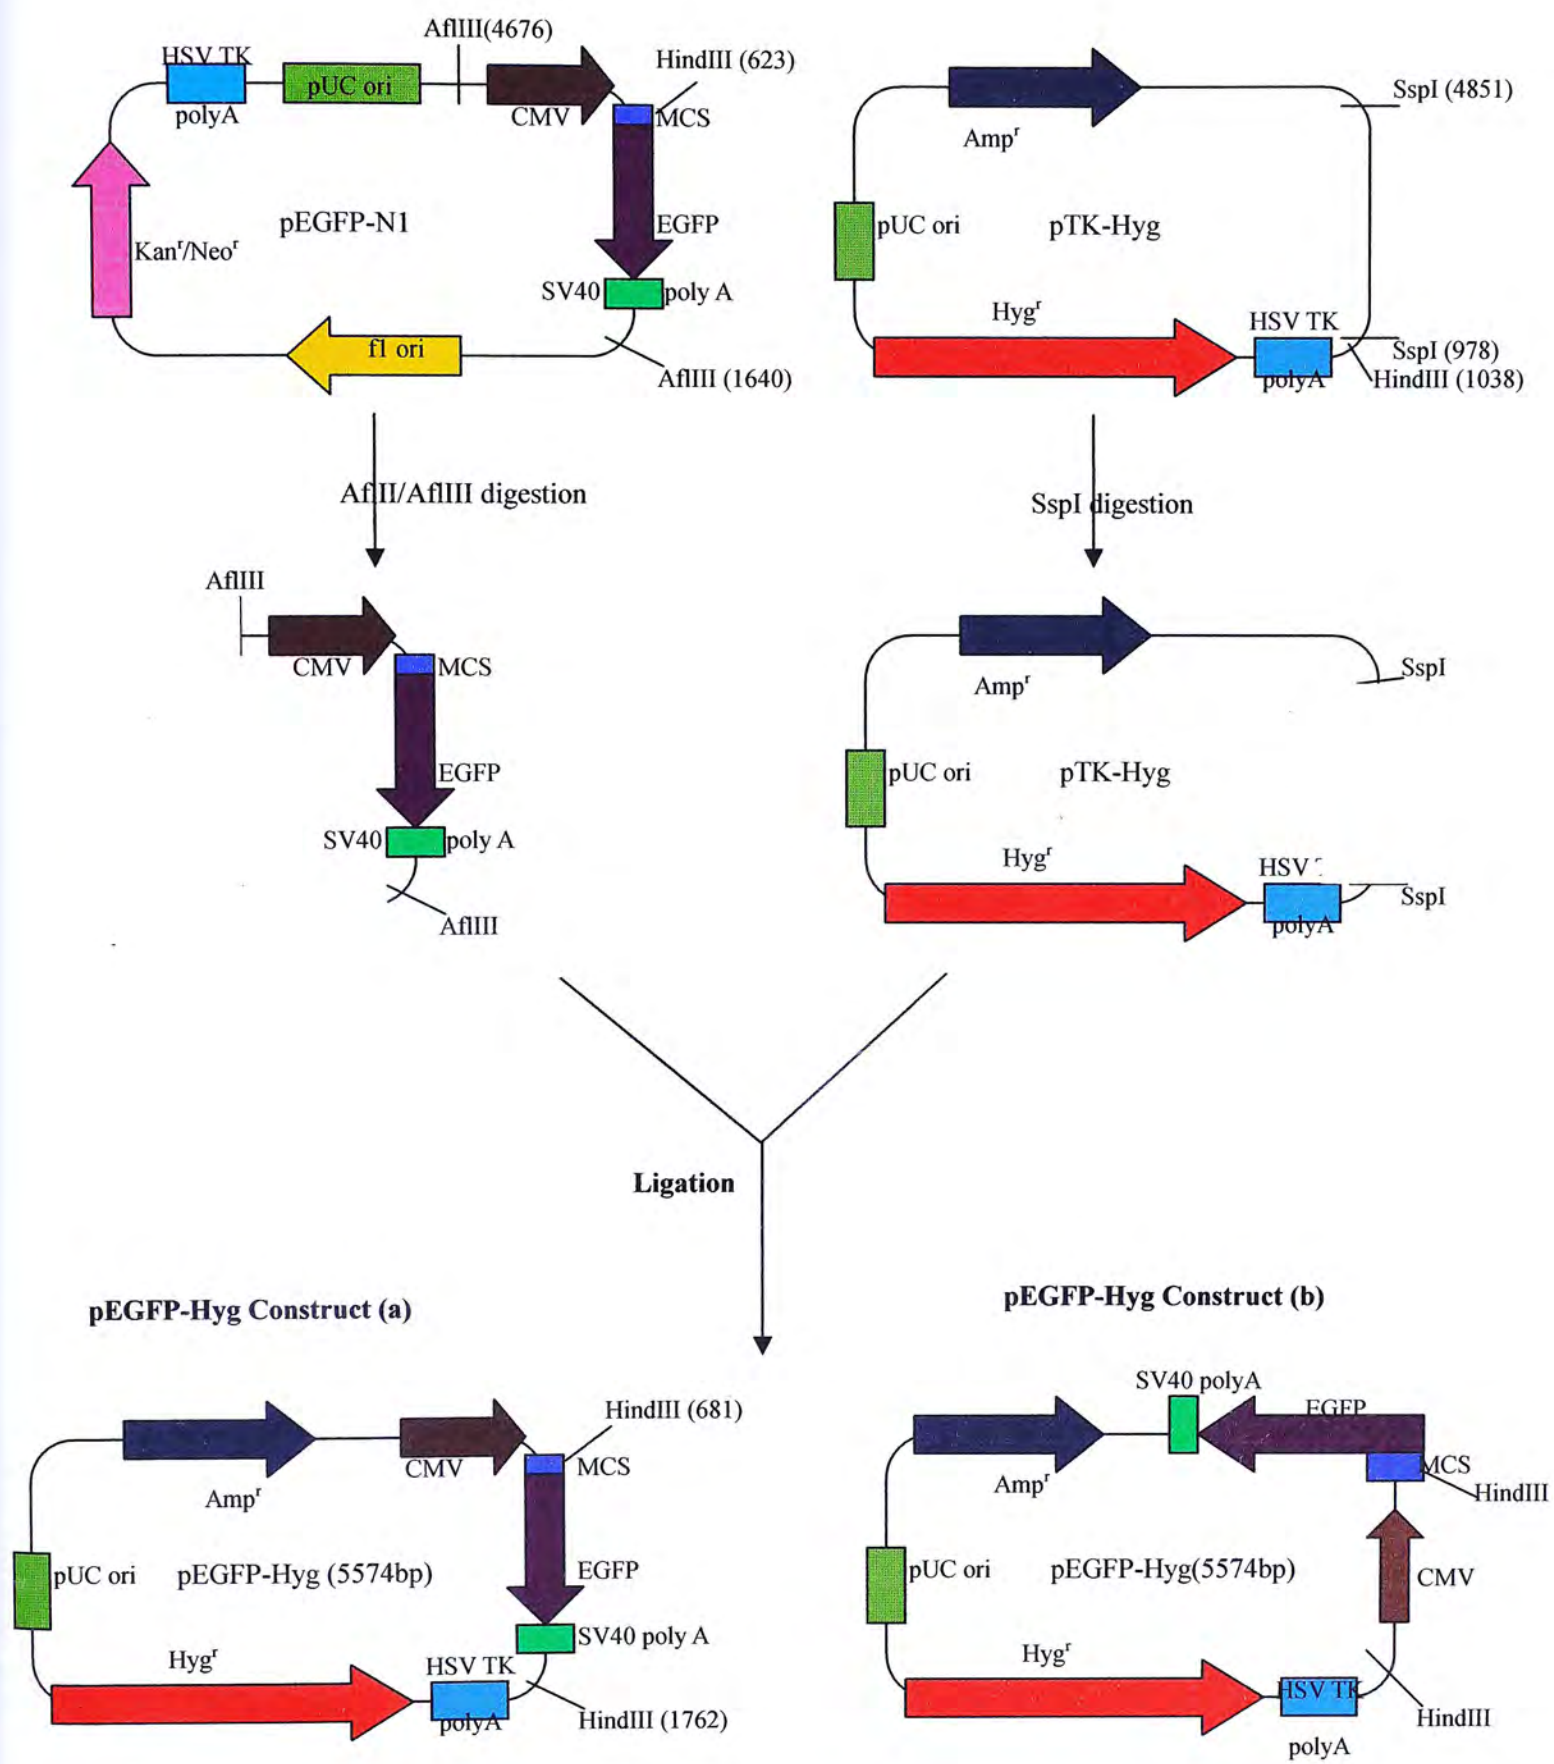 AflIII(4676)
HSV TK
HindIII (623)
pUC ori
polyA
CMV
MCS
Kanʳ/Neoʳ
pEGFP-N1
EGFP
SV40
poly A
f1 ori
AflIII (1640)
SspI (4851)
Ampʳ
pUC ori
pTK-Hyg
Hygʳ
HSV TK
SspI (978)
polyA
HindIII (1038)
AflII/AflIII digestion
SspI digestion
AflIII
CMV
MCS
EGFP
SV40
poly A
AflIII
SspI
Ampʳ
pUC ori
pTK-Hyg
Hygʳ
HSV
SspI
polyA
Ligation
pEGFP-Hyg Construct (a)
pEGFP-Hyg Construct (b)
HindIII (681)
CMV
MCS
Ampʳ
pUC ori
pEGFP-Hyg (5574bp)
EGFP
SV40 poly A
Hygʳ
HSV TK
polyA
HindIII (1762)
SV40 polyA
EGFP
MCS
Ampʳ
HindIII
pUC ori
pEGFP-Hyg(5574bp)
CMV
Hygʳ
HSV TK
HindIII
polyA